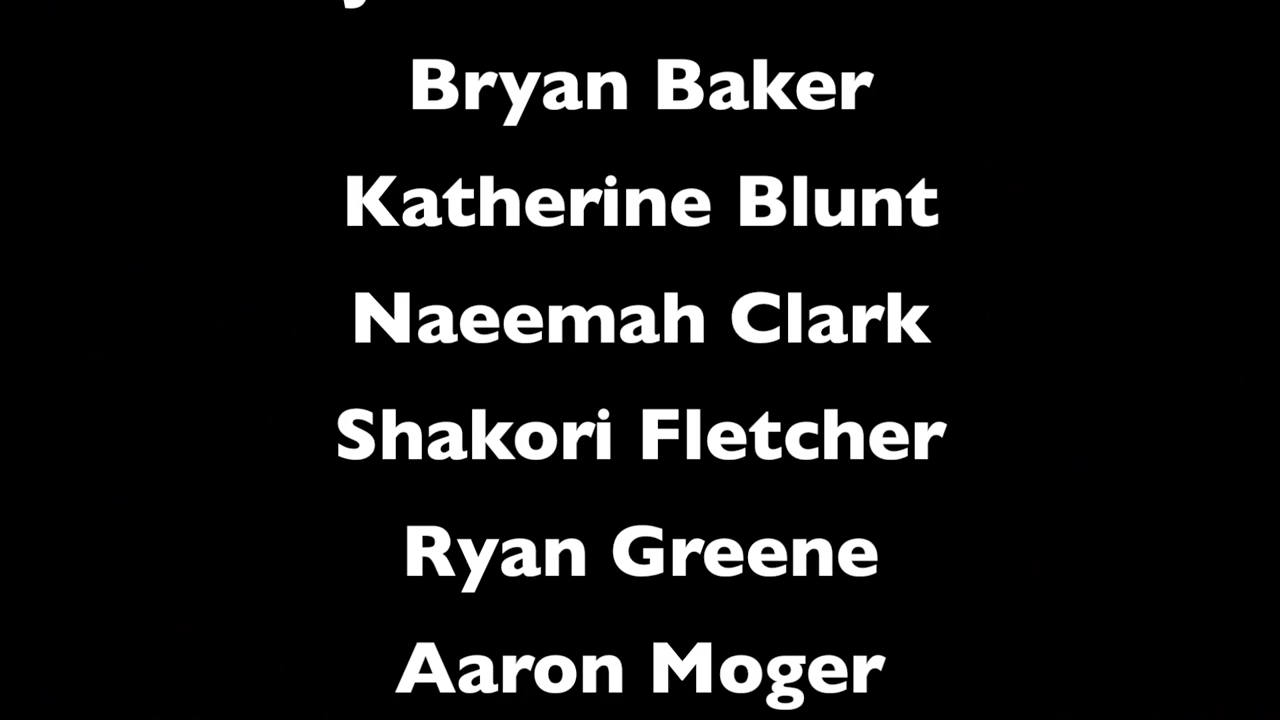 Bryan Baker
Katherine Blunt
Naeemah Clark
Shakori Fletcher
Ryan Greene
Aaron Moger